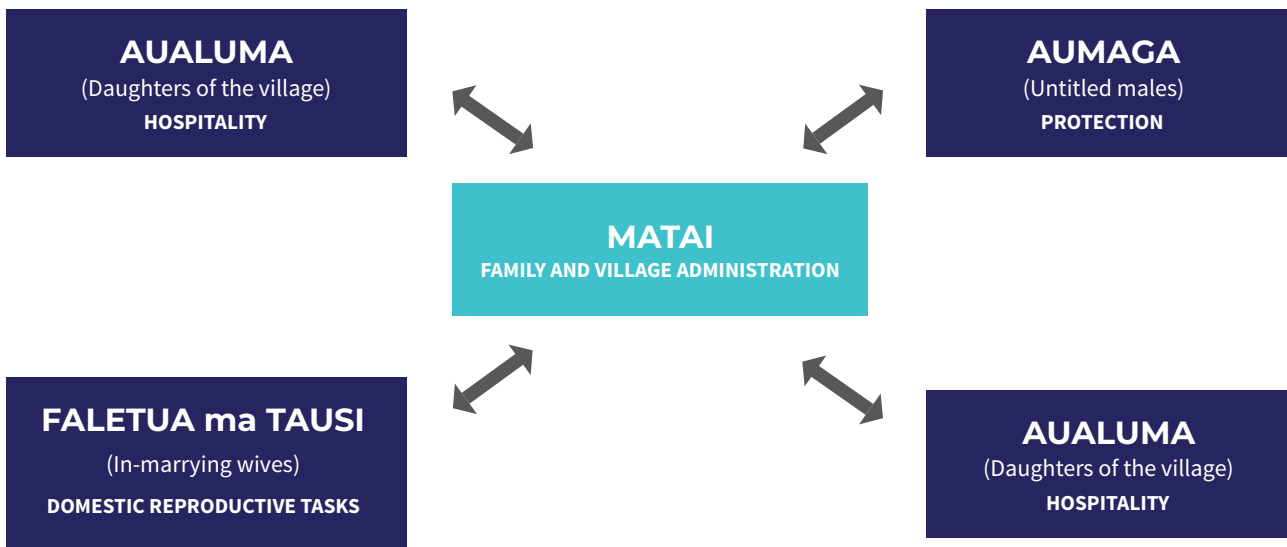 AUALUMA
(Daughters of the village)
HOSPITALITY
AUMAGA
(Untitled males)
PROTECTION
MATAI
FAMILY AND VILLAGE ADMINISTRATION
FALETUA ma TAUSI
(In-marrying wives)
DOMESTIC REPRODUCTIVE TASKS
AUALUMA
(Daughters of the village)
HOSPITALITY